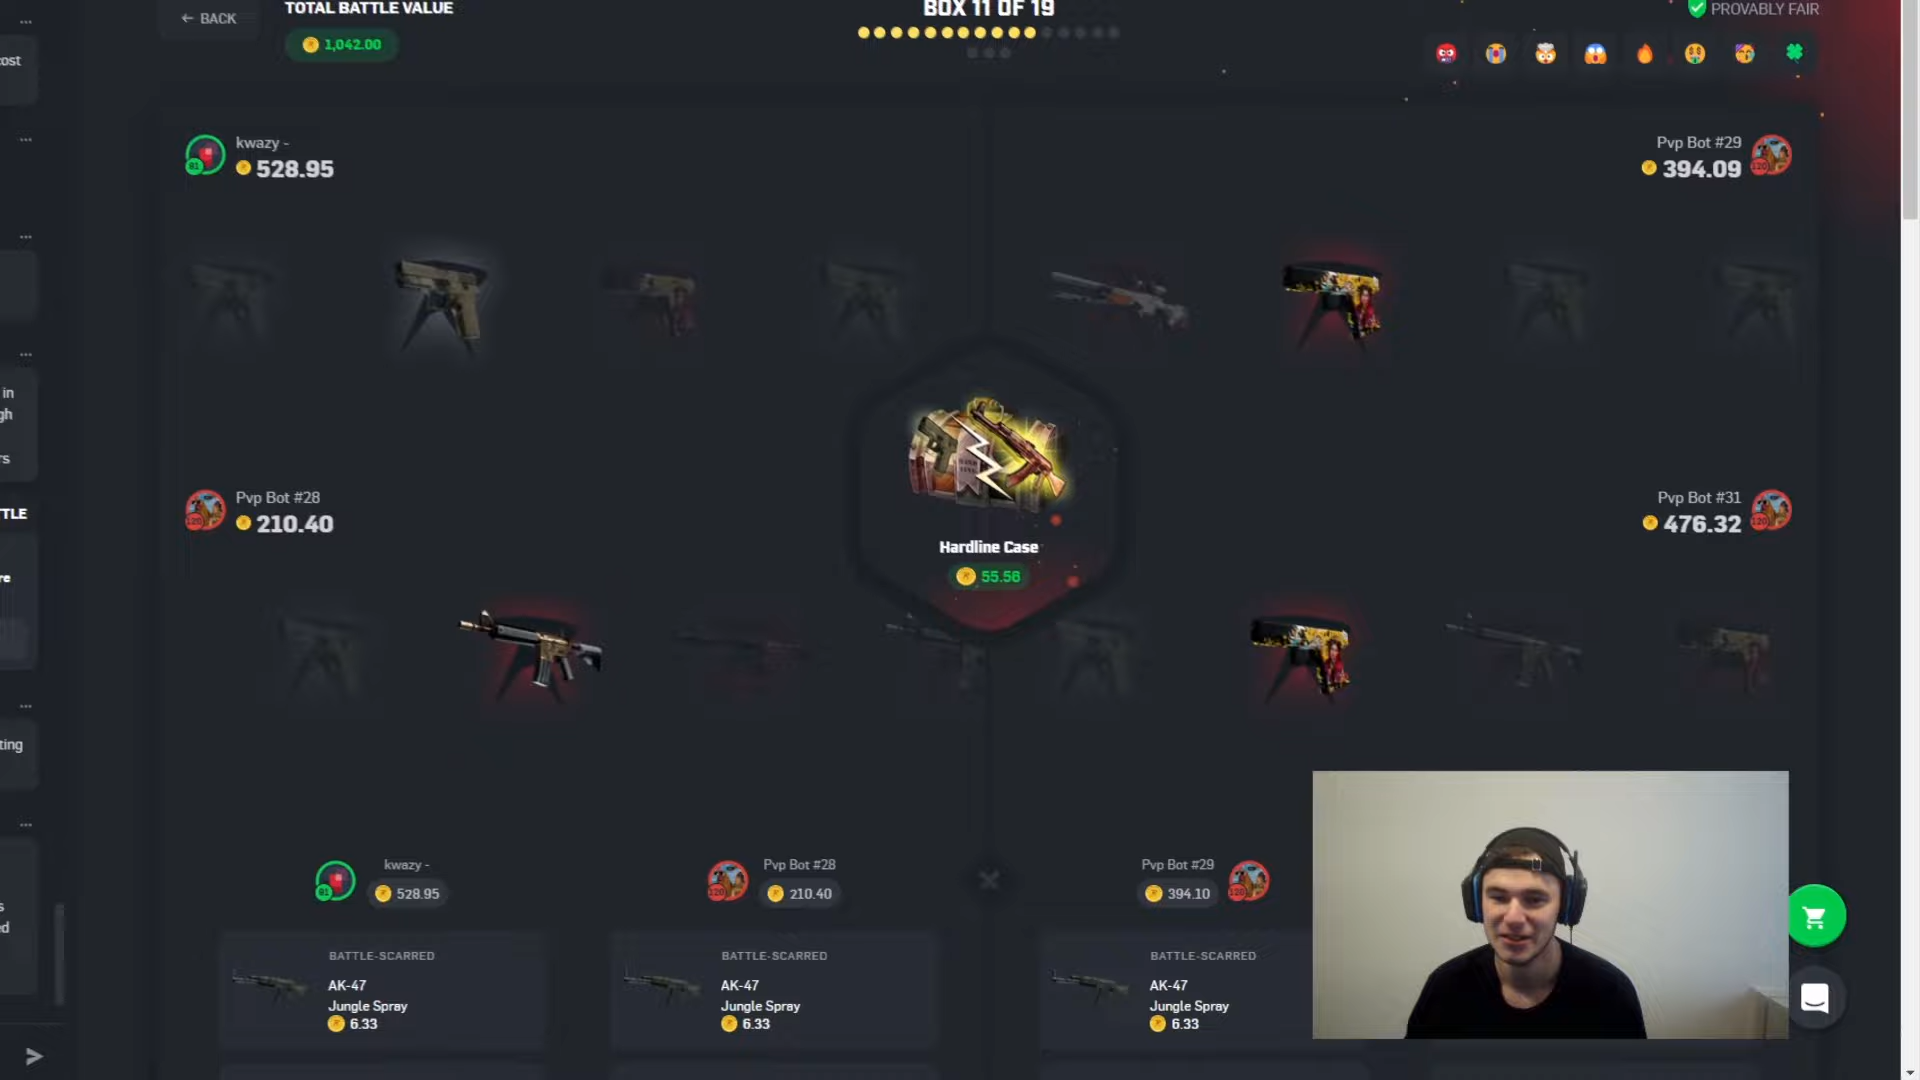 ← BACK
TOTAL BATTLE VALUE
1,042.00
BOX 11 OF 19
PROVABLY FAIR
kwazy -
528.95
Pvp Bot #29
394.09
Pvp Bot #28
210.40
Pvp Bot #31
476.32
Hardline Case
55.56
kwazy -
528.95
Pvp Bot #28
210.40
Pvp Bot #29
394.10
BATTLE-SCARRED
AK-47
Jungle Spray
6.33
BATTLE-SCARRED
AK-47
Jungle Spray
6.33
BATTLE-SCARRED
AK-47
Jungle Spray
6.33